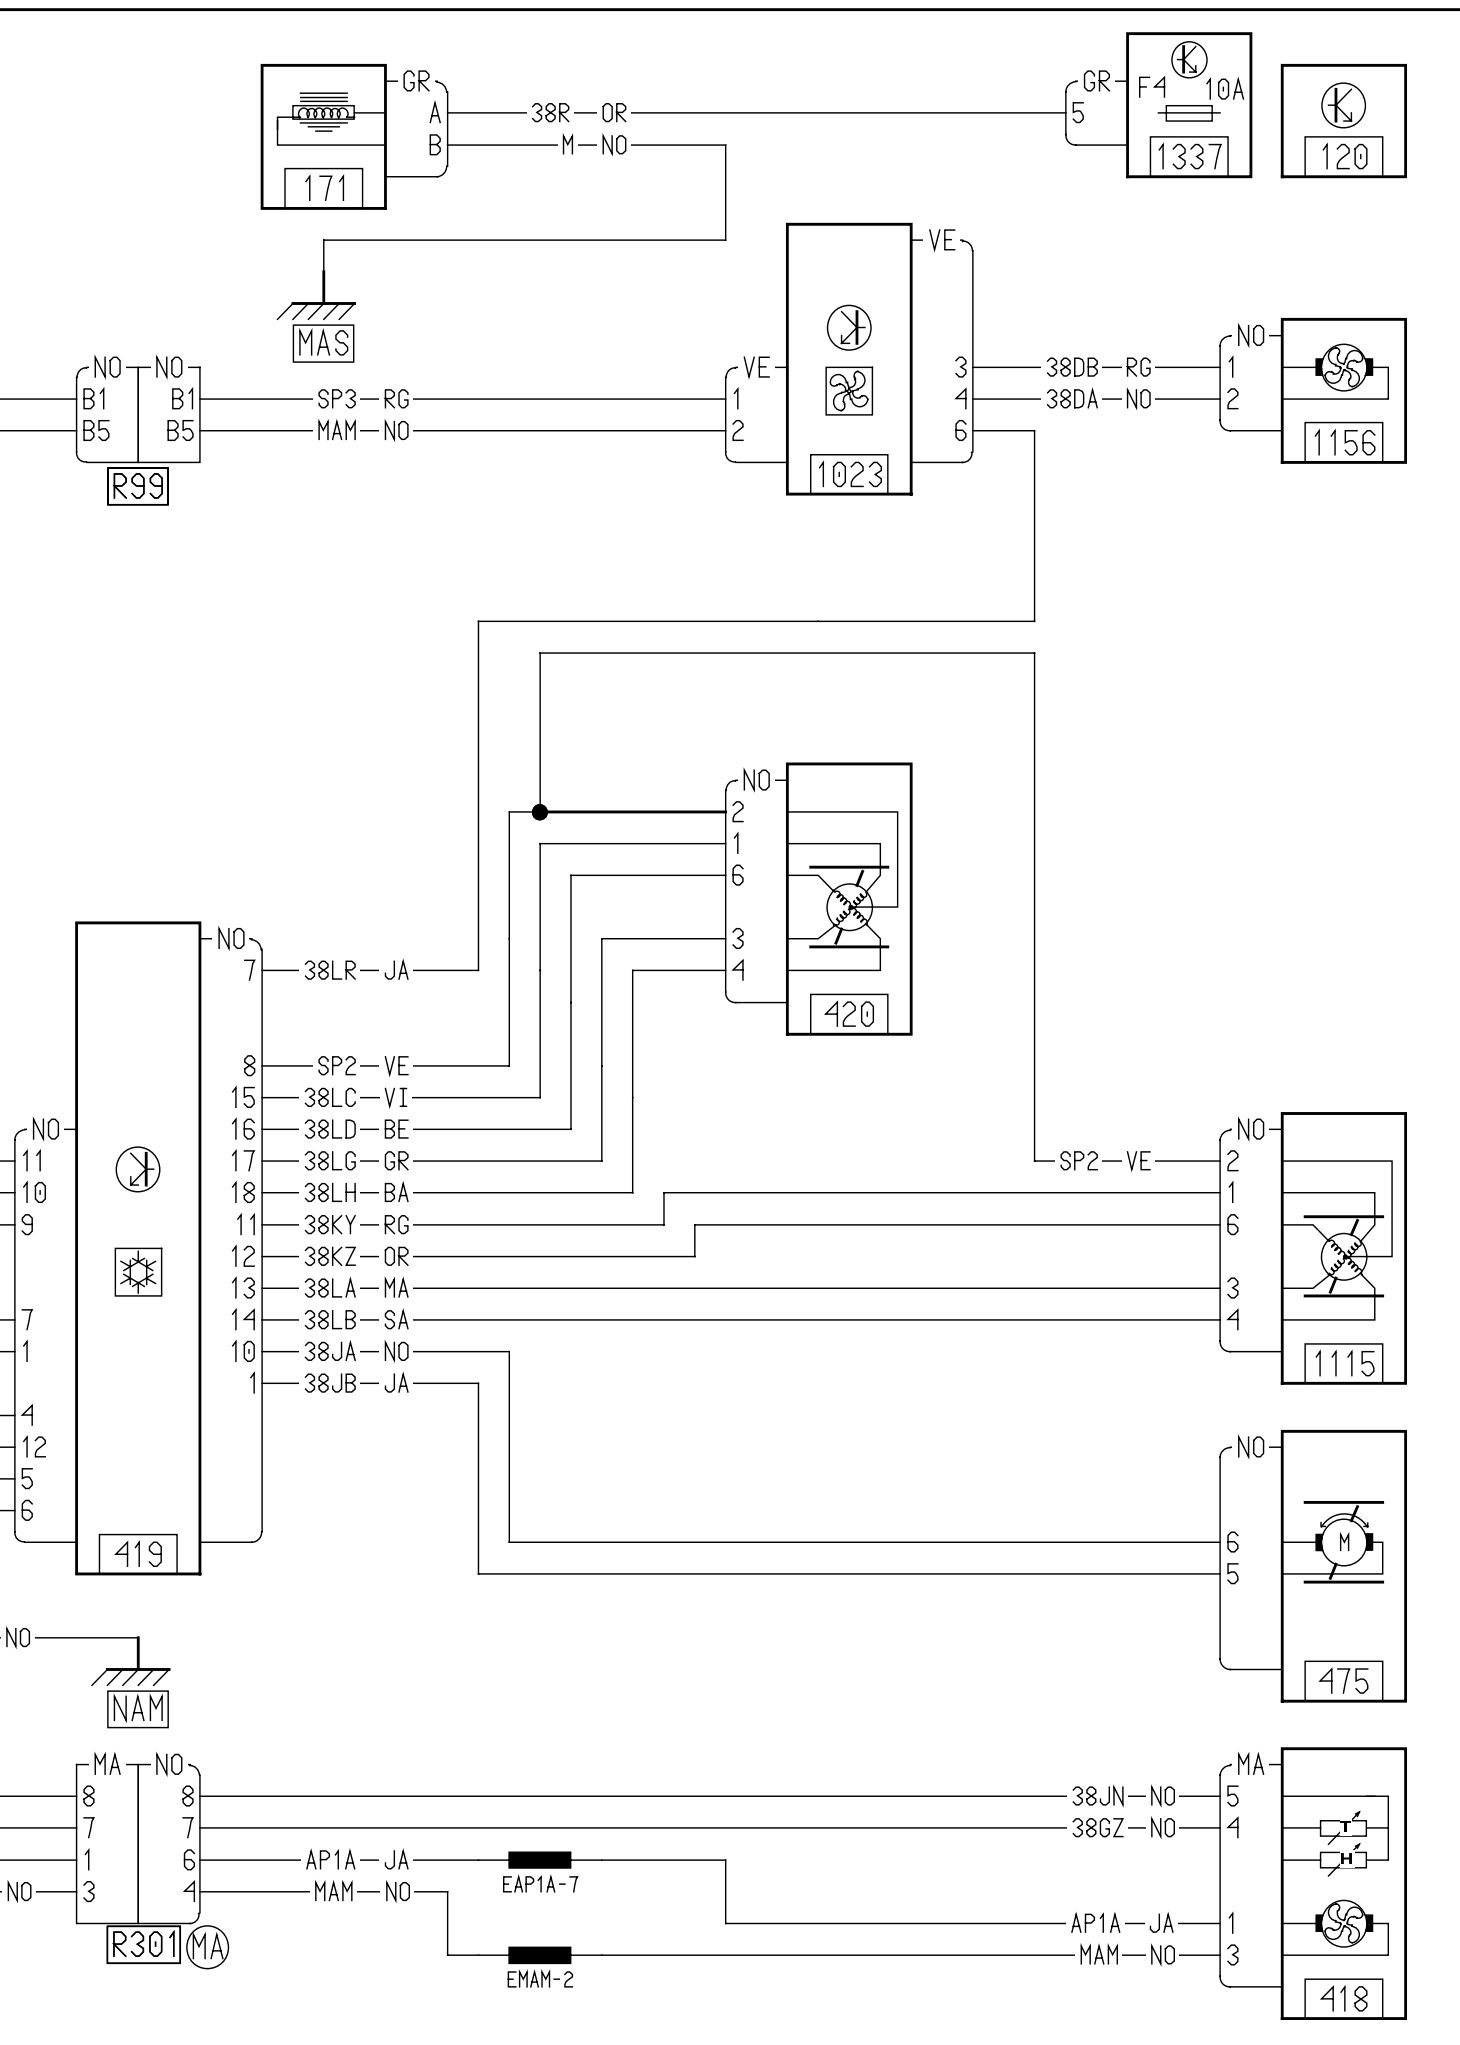 GR
A 38R OR
B M NO
171
MAS
GR
5
F4 10A
1337
120
NO NO
B1 B1 SP3 RG
B5 B5 MAM NO
R99
VE
1
2
1023
VE
3 38DB RG
4 38DA NO
6
NO
1
2
1156
NO
2
1
6
3
4
420
NO
11
10
9
7
1
4
12
5
6
419
NO
7 38LR JA
8 SP2 VE
15 38LC VI
16 38LD BE
17 38LG GR
18 38LH BA
11 38KY RG
12 38KZ OR
13 38LA MA
14 38LB SA
10 38JA NO
1 38JB JA
NO
SP2 VE 2
1
6
3
4
1115
NO
6
5
M
475
NO
NAM
MA NO
8 8
7 7
1 6 AP1A JA
NO 3 4 MAM NO
R301 MA
EAP1A-7
EMAM-2
MA
38JN NO 5
38GZ NO 4
T
H
AP1A JA 1
MAM NO 3
418